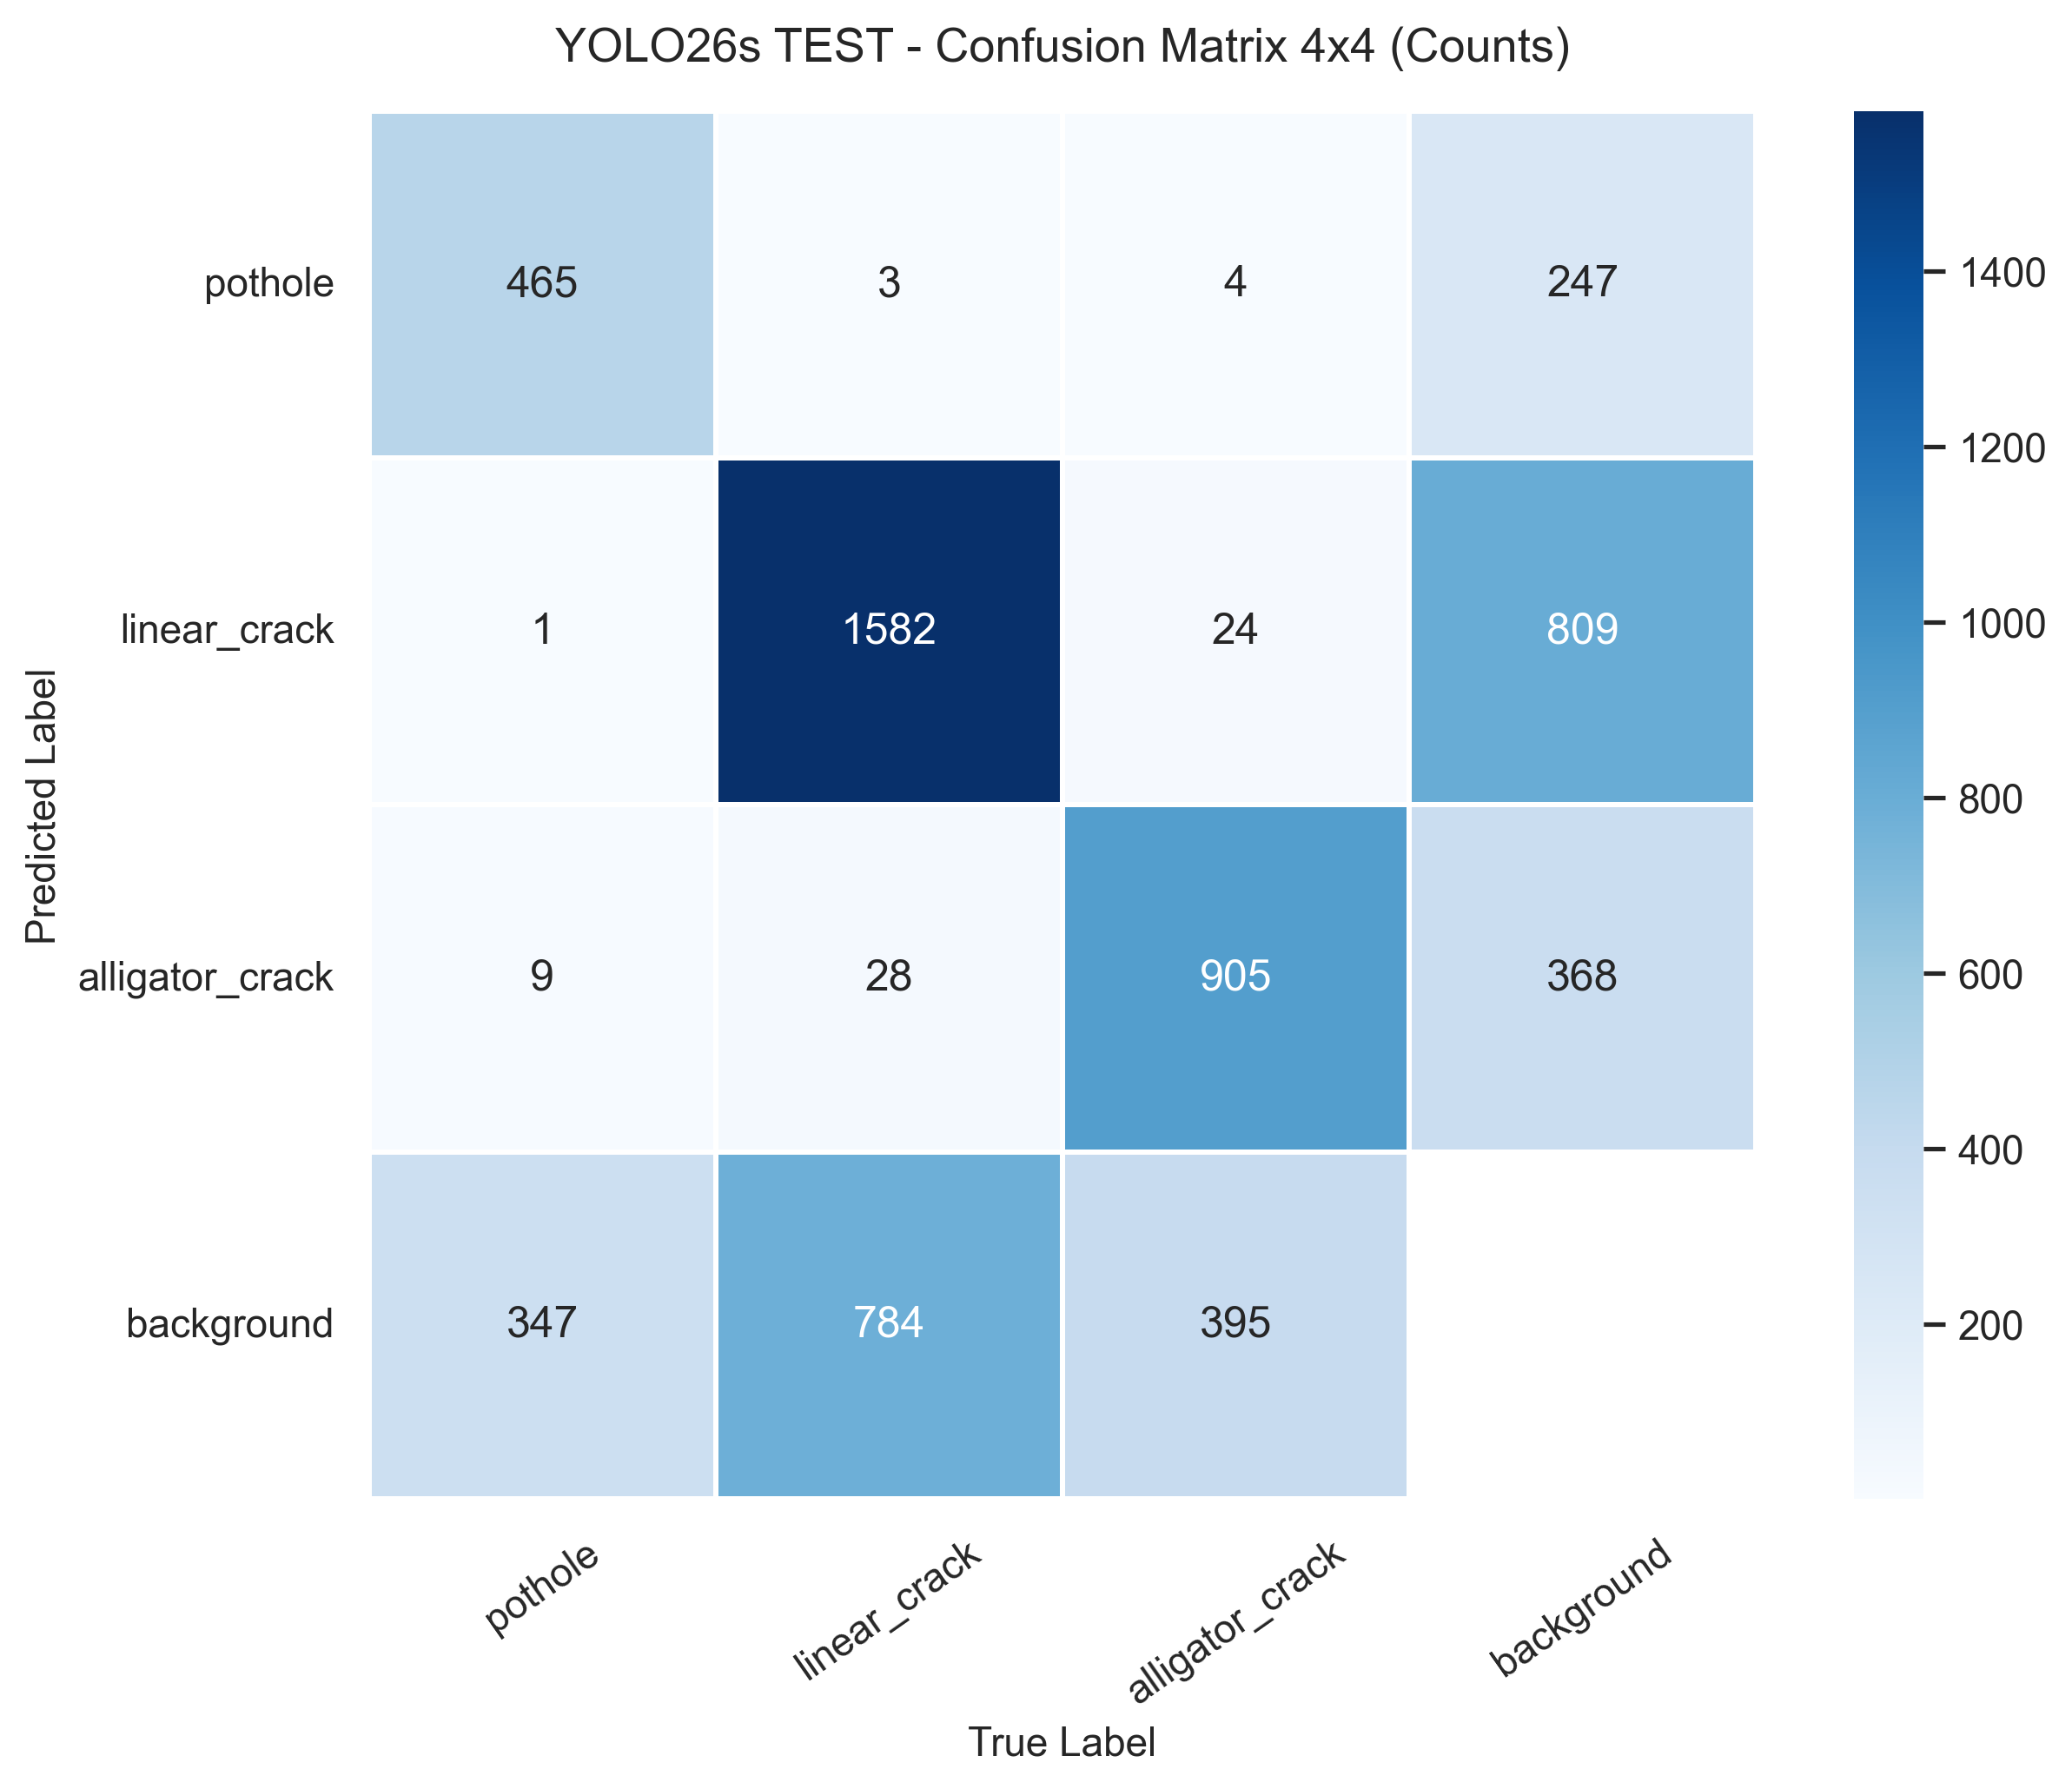 YOLO26s TEST - Confusion Matrix 4x4 (Counts)
Predicted Label
pothole 465 3 4 247
linear_crack 1 1582 24 809
alligator_crack 9 28 905 368
background 347 784 395
pothole linear_crack alligator_crack background
True Label
1400
1200
1000
800
600
400
200